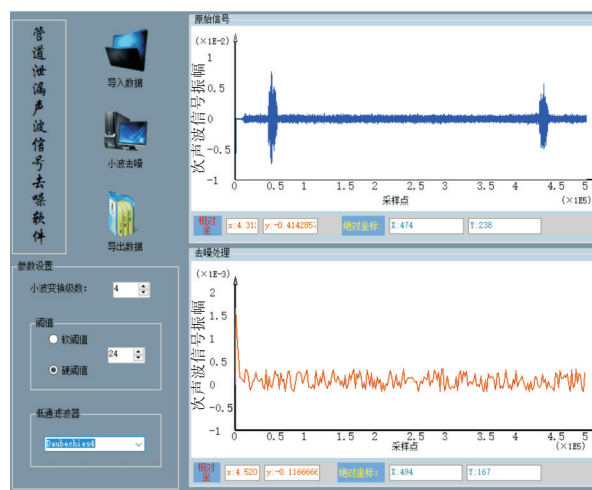 管道泄漏声波信号去噪软件
导入数据
小波去噪
导出数据
参数设置
小波变换级数：
4
阈值
软阈值
24
硬阈值
低通滤波器
Daubechies4
原始信号
(×1E-2)
次声波信号振幅
1
0.5
0
-0.5
-1
0 0.5 1 1.5 2 2.5 3 3.5 4 4.5 5
采样点
(×1E5)
相对坐
x:4.312
y:-0.414285
绝对坐标：
X:474
Y:238
去噪处理
(×1E-3)
次声波信号振幅
2
1.5
1
0.5
0
-0.5
-1
0 0.5 1 1.5 2 2.5 3 3.5 4 4.5 5
采样点
(×1E5)
相对坐
x:4.520
y:-0.1166666
绝对坐标：
X:494
Y:167